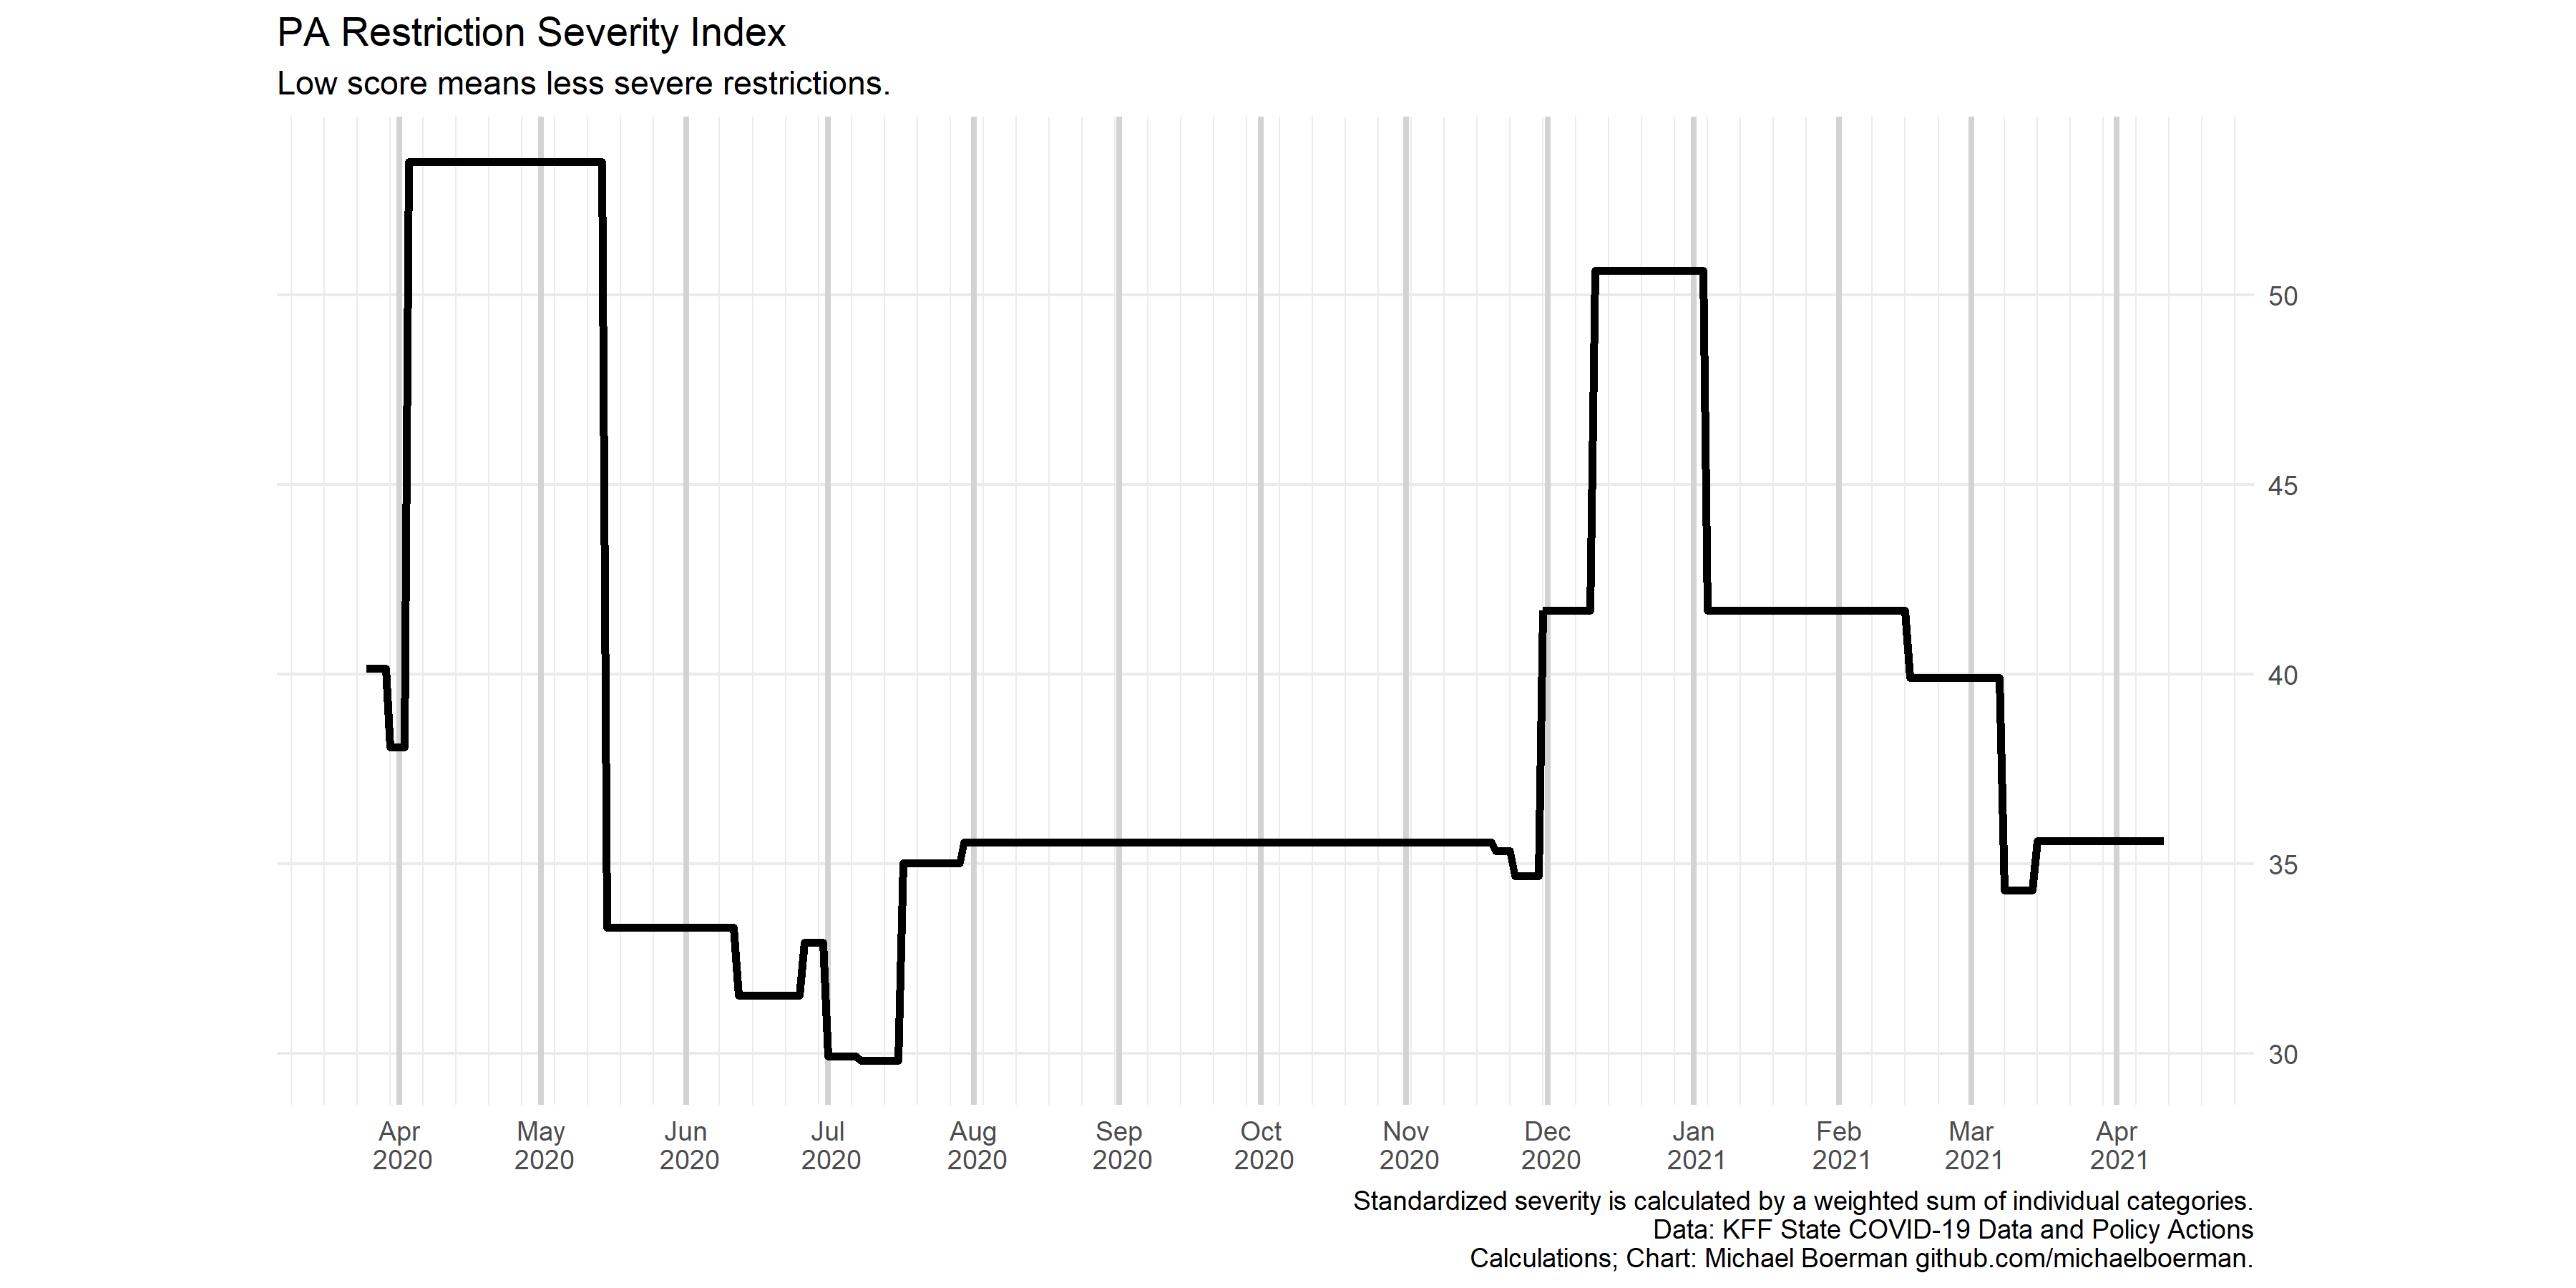 PA Restriction Severity Index
Low score means less severe restrictions.
50
45
40
35
30
Apr May Jun Jul Aug Sep Oct Nov Dec Jan Feb Mar Apr
2020 2020 2020 2020 2020 2020 2020 2020 2020 2021 2021 2021 2021
Standardized severity is calculated by a weighted sum of individual categories.
Data: KFF State COVID-19 Data and Policy Actions
Calculations; Chart: Michael Boerman github.com/michaelboerman.